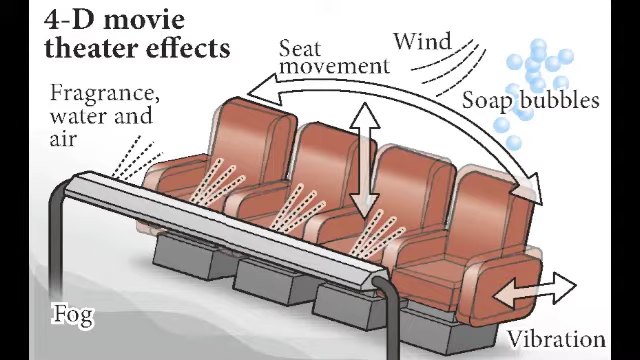 4-D movie
theater effects
Seat
movement
Wind
Soap bubbles
Fragrance,
water and
air
Fog
Vibration